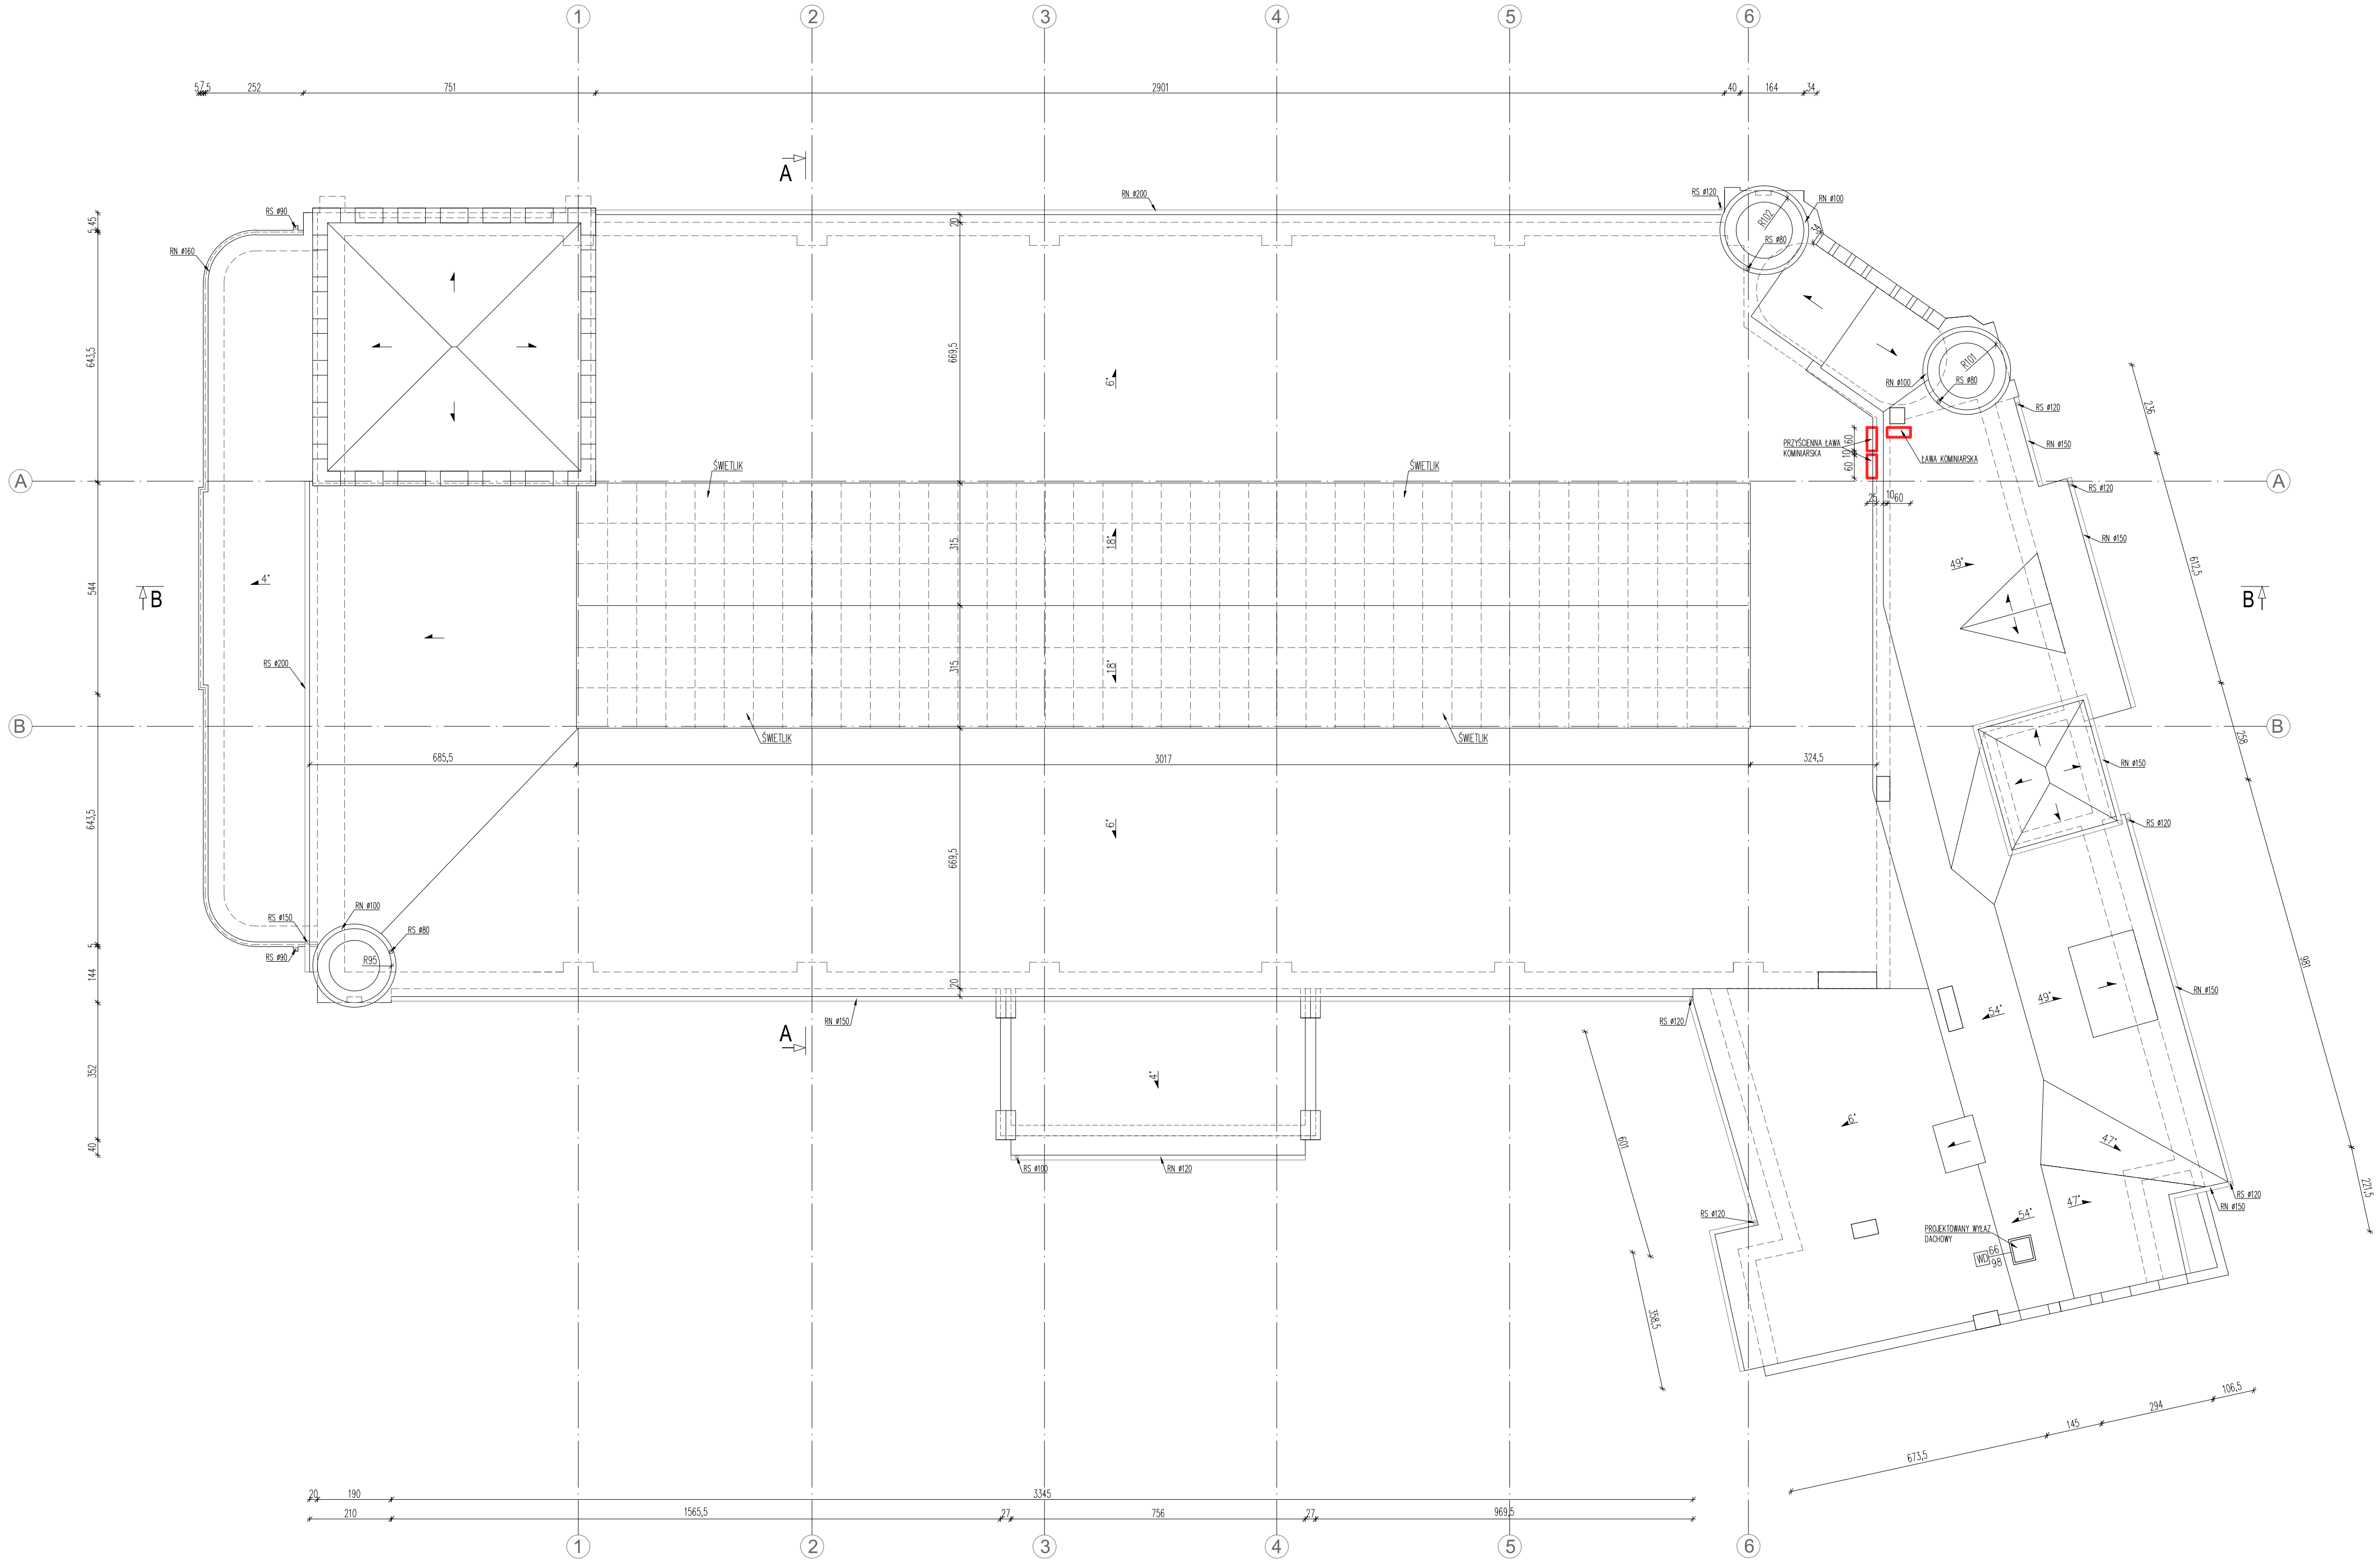 1 2 3 4 5 6
5 7,5 252 751 2901 40 164 34
A
RN ø200
RS ø120
RN ø100
RS ø90
R102
RS ø80
34
RN ø160
5 45
20
643,5
669,5
6°
R101
RN ø100
RS ø80
RS ø120
236
RN ø150
PRZYŚCIENNA ŁAWA
KOMINIARSKA
60
10
60
ŁAWA KOMINIARSKA
ŚWIETLIK
ŚWIETLIK
A
A
RS ø120
25 10 60
RN ø150
315
18°
49°
612,5
544
4°
B
B
RS ø200
315
18°
B
B
ŚWIETLIK
ŚWIETLIK
258
685,5
3017
324,5
RN ø150
643,5
669,5
6°
RS ø120
RN ø100
RS ø150
RS ø80
RS ø90
R95
5
144
20
981
RN ø150
54°
49°
RN ø150
RS ø120
A
352
4°
40
RS ø100
RN ø120
601
6°
47°
47°
54°
221,5
RS ø120
RN ø150
RS ø120
PROJEKTOWANY WYŁAZ
DACHOWY
WD 66
98
358,5
106,5
294
145
673,5
20 190 3345
210 1565,5 27 756 27 969,5
1 2 3 4 5 6